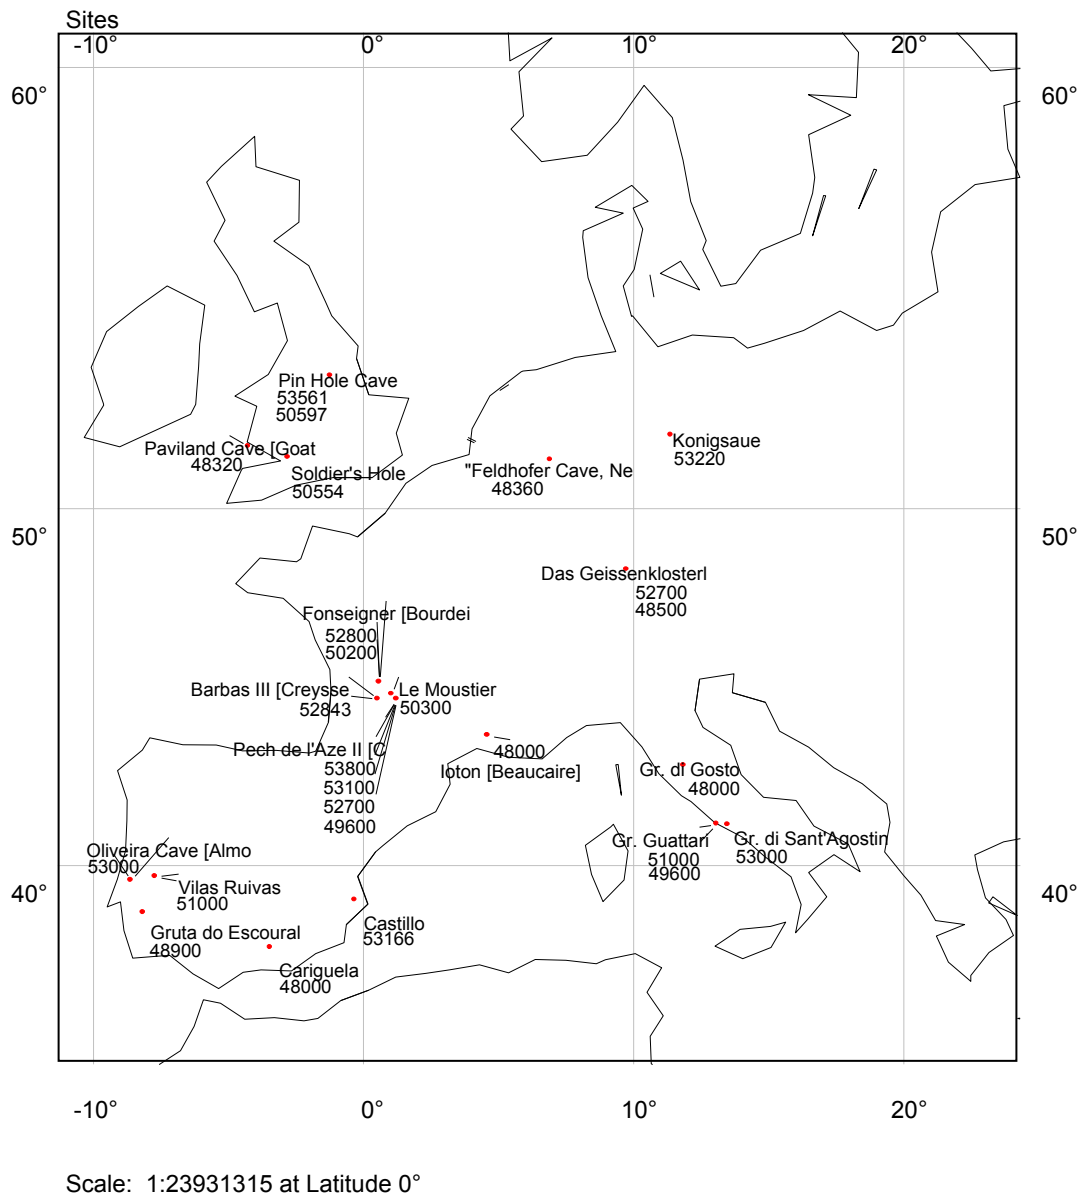 Sites
-10° 0° 10° 20°
60° 60°
Pin Hole Cave
53561
50597
Paviland Cave [Goat
48320
Soldier's Hole
50554
"Feldhofer Cave, Ne
48360
Konigsaue
53220
50° 50°
Das Geissenklosterl
52700
48500
Fonseigner [Bourdei
52800
50200
Barbas III [Creysse
52843
Le Moustier
50300
Pech de l'Aze II [C
53800
53100
52700
49600
48000
Ioton [Beaucaire]
Gr. di Gosto
48000
Gr. Guattari
51000
49600
Gr. di Sant'Agostin
53000
Oliveira Cave [Almo
53000
Vilas Ruivas
51000
40° 40°
Gruta do Escoural
48900
Castillo
53166
Cariguela
48000
-10° 0° 10° 20°
Scale: 1:23931315 at Latitude 0°